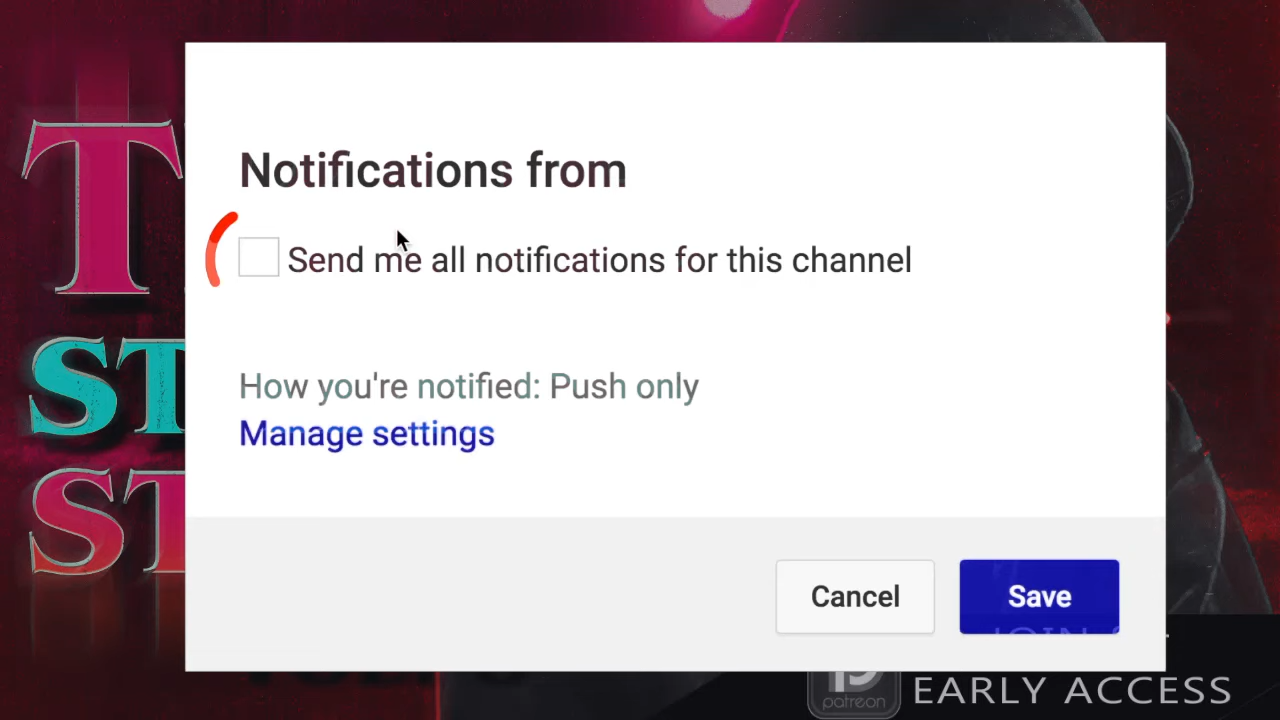 Notifications from
Send me all notifications for this channel
How you're notified: Push only
Manage settings
Cancel
Save
patreon
EARLY ACCESS